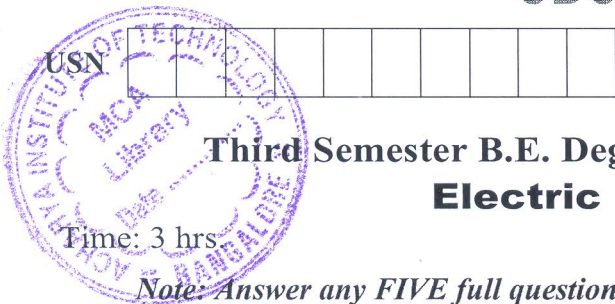 USN
ACHARYA INSTITUTE OF TECHNOLOGY
BANGALORE
MCA
Library
Date
Third Semester B.E. Deg
Electric
Time: 3 hrs.
Note: Answer any FIVE full question